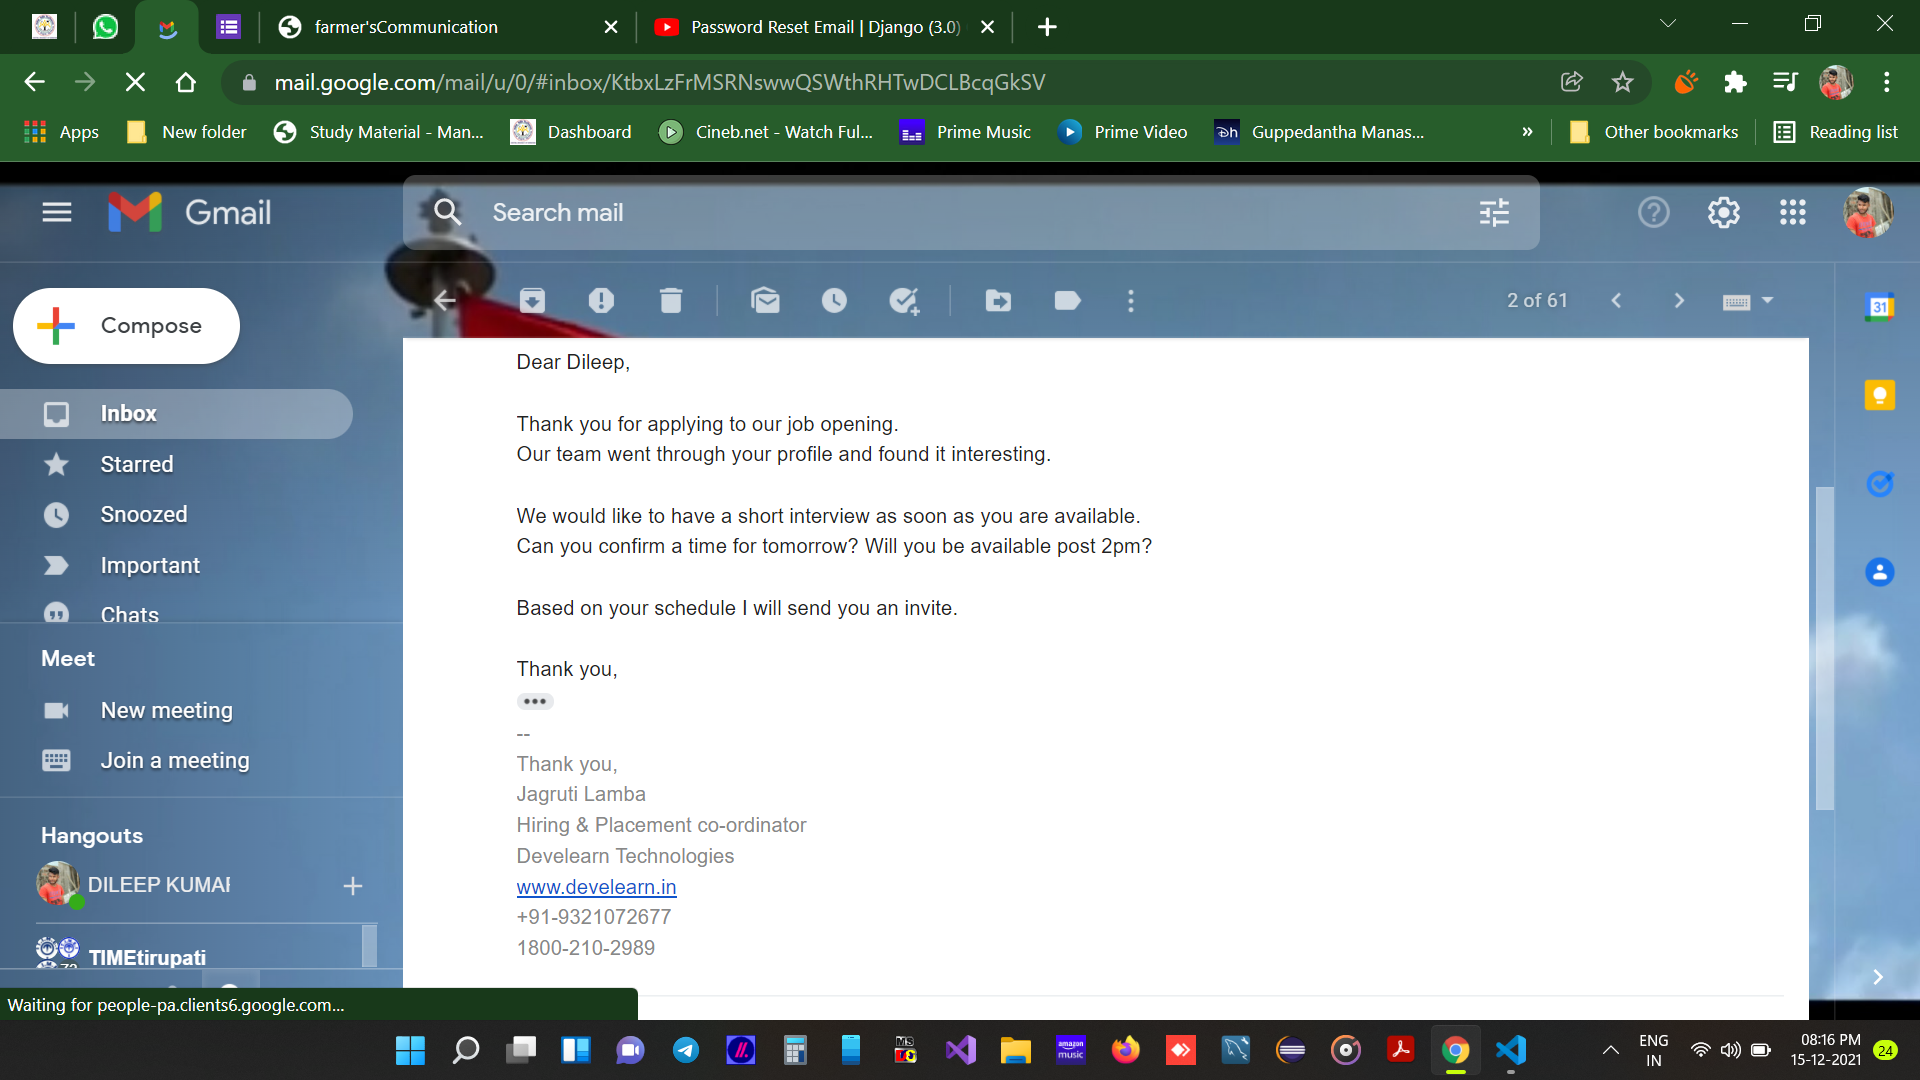 farmer'sCommunication
Password Reset Email | Django (3.0)
mail.google.com/mail/u/0/#inbox/KtbxLzFrMSRNswwQSWthRHTwDCLBcqGkSV
Apps
New folder
Study Material - Man...
Dashboard
Cineb.net - Watch Ful...
Prime Music
Prime Video
Dh
Guppedantha Manas...
»
Other bookmarks
Reading list
Gmail
Search mail
Compose
2 of 61
31
Inbox
Starred
Snoozed
Important
Chats
Meet
New meeting
Join a meeting
Hangouts
DILEEP KUMAR
TIMEtirupati
Dear Dileep,
Thank you for applying to our job opening.
Our team went through your profile and found it interesting.
We would like to have a short interview as soon as you are available.
Can you confirm a time for tomorrow? Will you be available post 2pm?
Based on your schedule I will send you an invite.
Thank you,
•••
--
Thank you,
Jagruti Lamba
Hiring & Placement co-ordinator
Develearn Technologies
www.develearn.in
+91-9321072677
1800-210-2989
Waiting for people-pa.clients6.google.com...
MS
amazon
music
ENG
IN
08:16 PM
15-12-2021
24